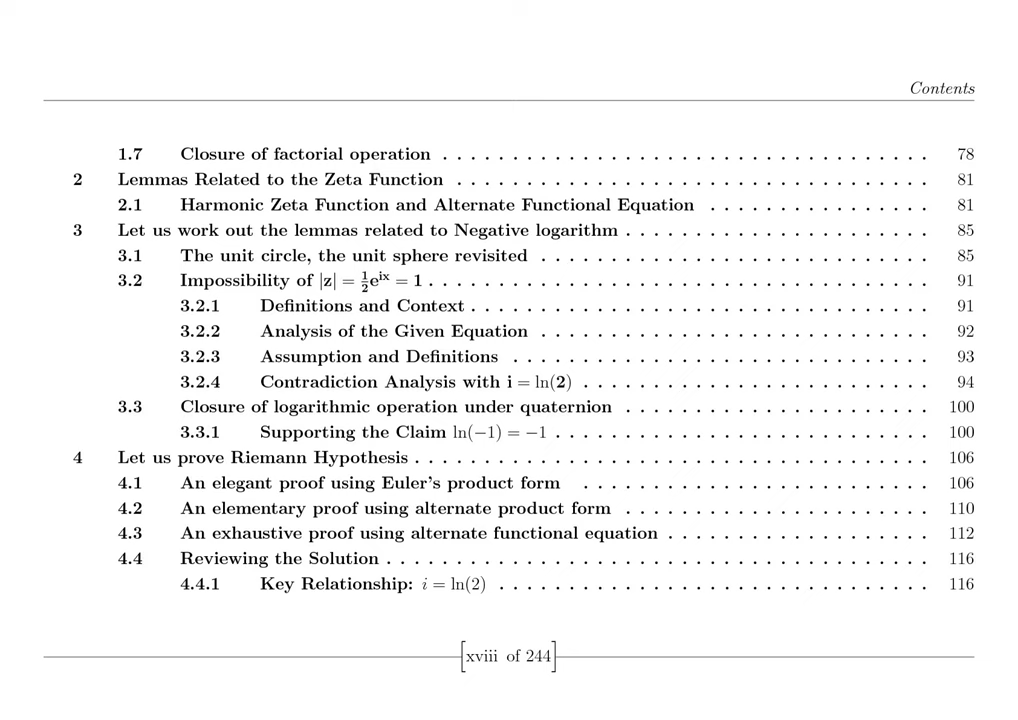 Contents
1.7 Closure of factorial operation . . . . . . . . . . . . . . . . . . . . . . . . . . . . . . . . . . . 78
2 Lemmas Related to the Zeta Function . . . . . . . . . . . . . . . . . . . . . . . . . . . . . . . . . . 81
2.1 Harmonic Zeta Function and Alternate Functional Equation . . . . . . . . . . . . . . . . 81
3 Let us work out the lemmas related to Negative logarithm . . . . . . . . . . . . . . . . . . . . . . 85
3.1 The unit circle, the unit sphere revisited . . . . . . . . . . . . . . . . . . . . . . . . . . . . 85
3.2 Impossibility of |z| = ½e^{ix} = 1 . . . . . . . . . . . . . . . . . . . . . . . . . . . . . . . . . . . . 91
3.2.1 Definitions and Context . . . . . . . . . . . . . . . . . . . . . . . . . . . . . . . . . 91
3.2.2 Analysis of the Given Equation . . . . . . . . . . . . . . . . . . . . . . . . . . . . 92
3.2.3 Assumption and Definitions . . . . . . . . . . . . . . . . . . . . . . . . . . . . . . 93
3.2.4 Contradiction Analysis with i = ln(2) . . . . . . . . . . . . . . . . . . . . . . . . . 94
3.3 Closure of logarithmic operation under quaternion . . . . . . . . . . . . . . . . . . . . . . 100
3.3.1 Supporting the Claim ln(−1) = −1 . . . . . . . . . . . . . . . . . . . . . . . . . . . 100
4 Let us prove Riemann Hypothesis . . . . . . . . . . . . . . . . . . . . . . . . . . . . . . . . . . . . . 106
4.1 An elegant proof using Euler's product form . . . . . . . . . . . . . . . . . . . . . . . . . 106
4.2 An elementary proof using alternate product form . . . . . . . . . . . . . . . . . . . . . . 110
4.3 An exhaustive proof using alternate functional equation . . . . . . . . . . . . . . . . . . . 112
4.4 Reviewing the Solution . . . . . . . . . . . . . . . . . . . . . . . . . . . . . . . . . . . . . . . 116
4.4.1 Key Relationship: i = ln(2) . . . . . . . . . . . . . . . . . . . . . . . . . . . . . . . 116
[xviii of 244]